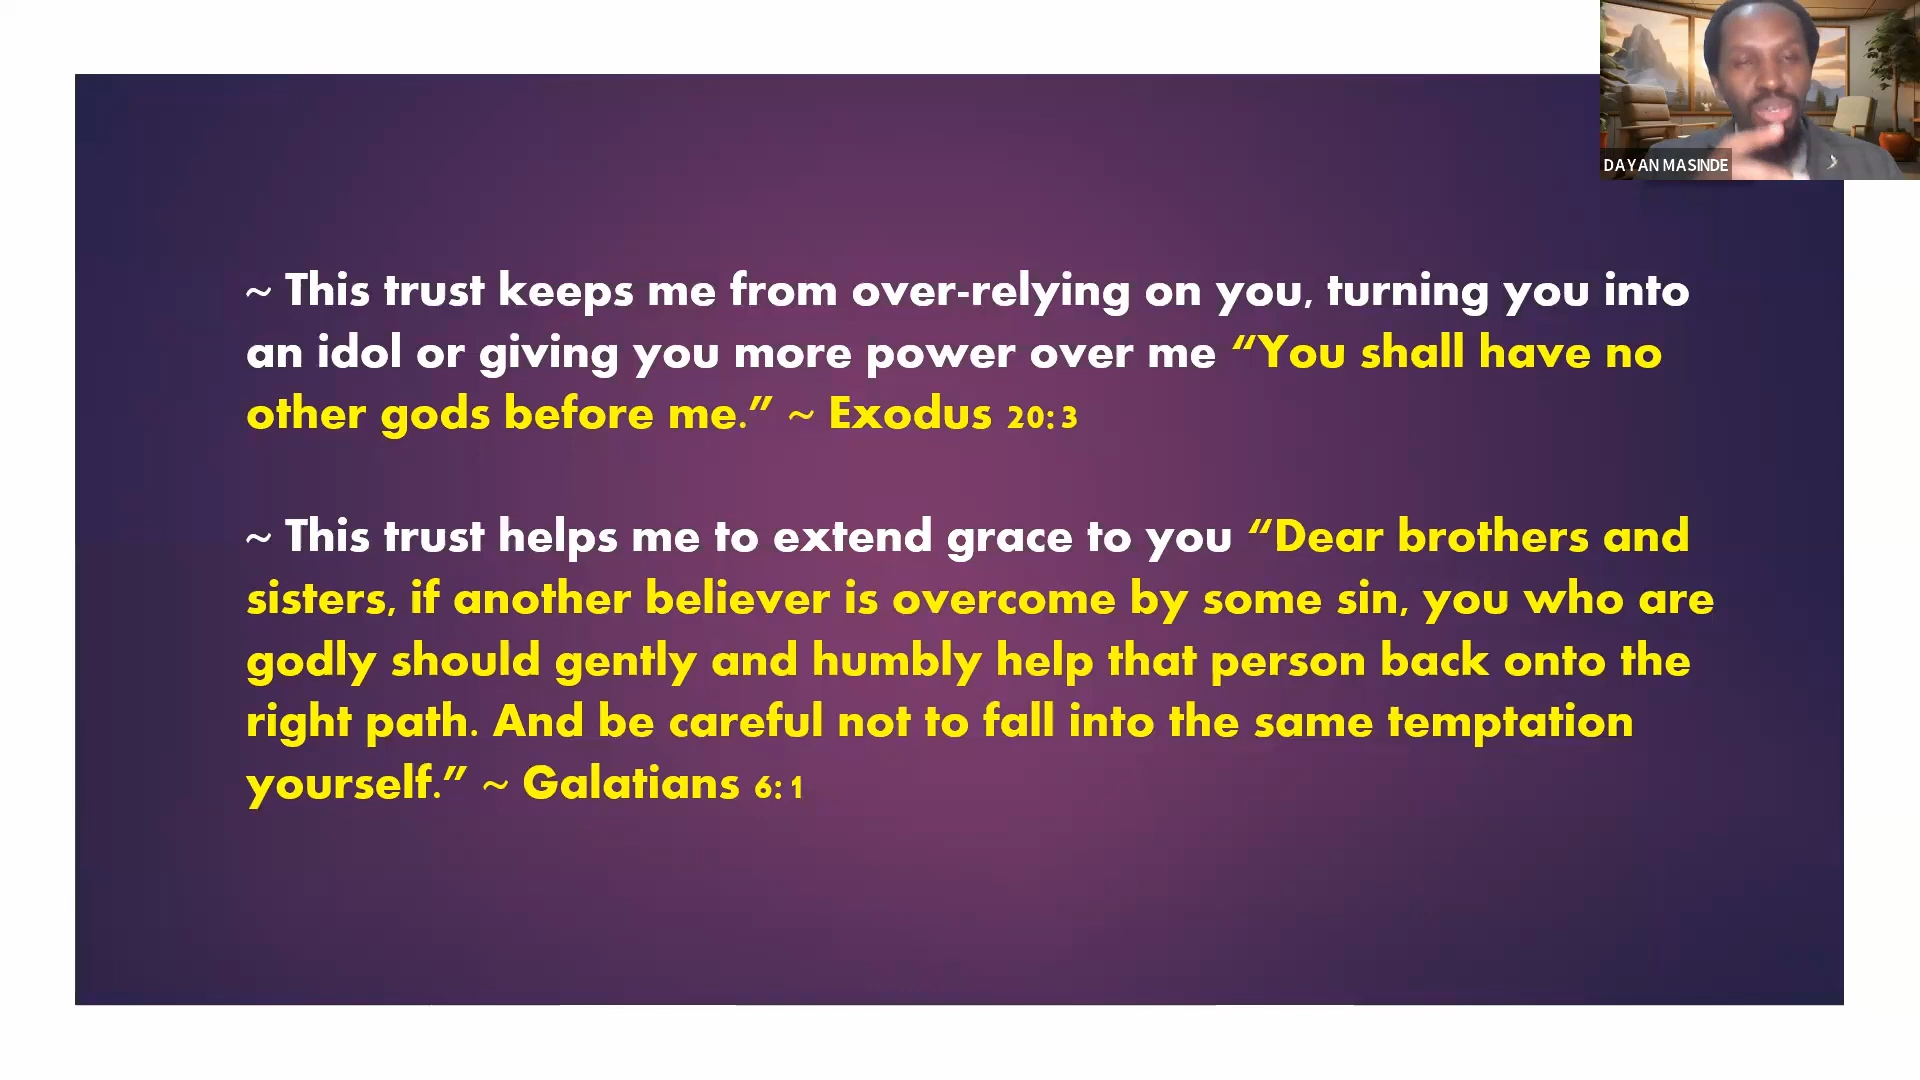 DAYAN MASINDE
~ This trust keeps me from over-relying on you, turning you into
an idol or giving you more power over me “You shall have no
other gods before me.” ~ Exodus 20:3
~ This trust helps me to extend grace to you “Dear brothers and
sisters, if another believer is overcome by some sin, you who are
godly should gently and humbly help that person back onto the
right path. And be careful not to fall into the same temptation
yourself.” ~ Galatians 6:1